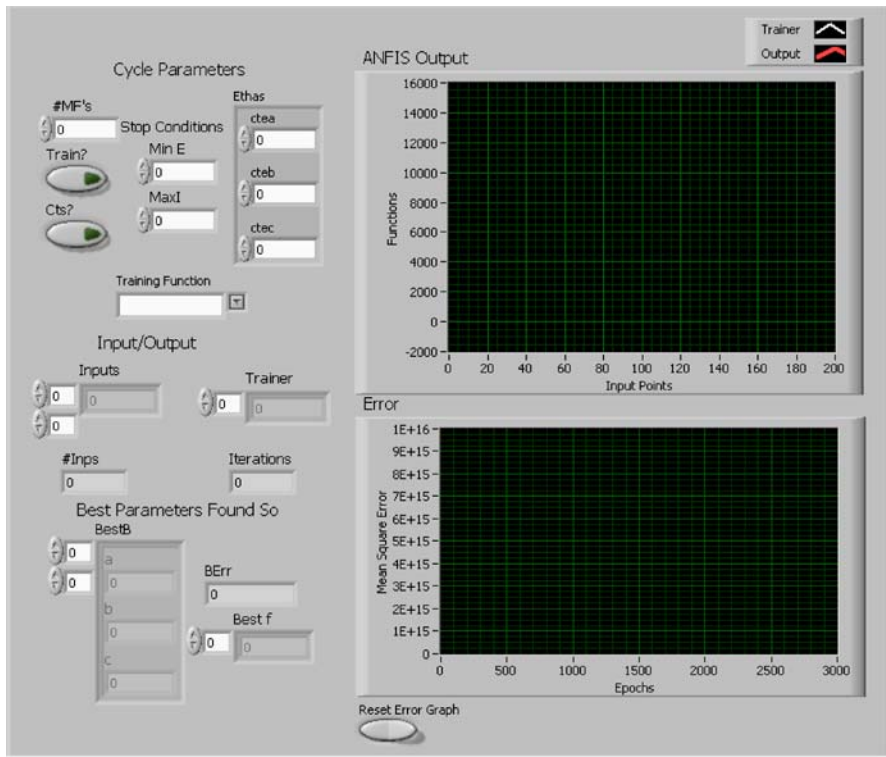 Cycle Parameters
#MF's
0
Stop Conditions
Train?
Min E
0
Cts?
MaxI
0
Ethas
ctea
0
cteb
0
ctec
0
Training Function
Input/Output
Inputs
0
0
0
Trainer
0
0
#Inps
0
Iterations
0
Best Parameters Found So
BestB
0
0
a
0
b
0
c
0
BErr
0
Best f
0
0
ANFIS Output
Trainer
Output
16000
14000
12000
10000
8000
6000
4000
2000
0
-2000
Functions
0 20 40 60 80 100 120 140 160 180 200
Input Points
Error
1E+16
9E+15
8E+15
7E+15
6E+15
5E+15
4E+15
3E+15
2E+15
1E+15
0
Mean Square Error
0 500 1000 1500 2000 2500 3000
Epochs
Reset Error Graph